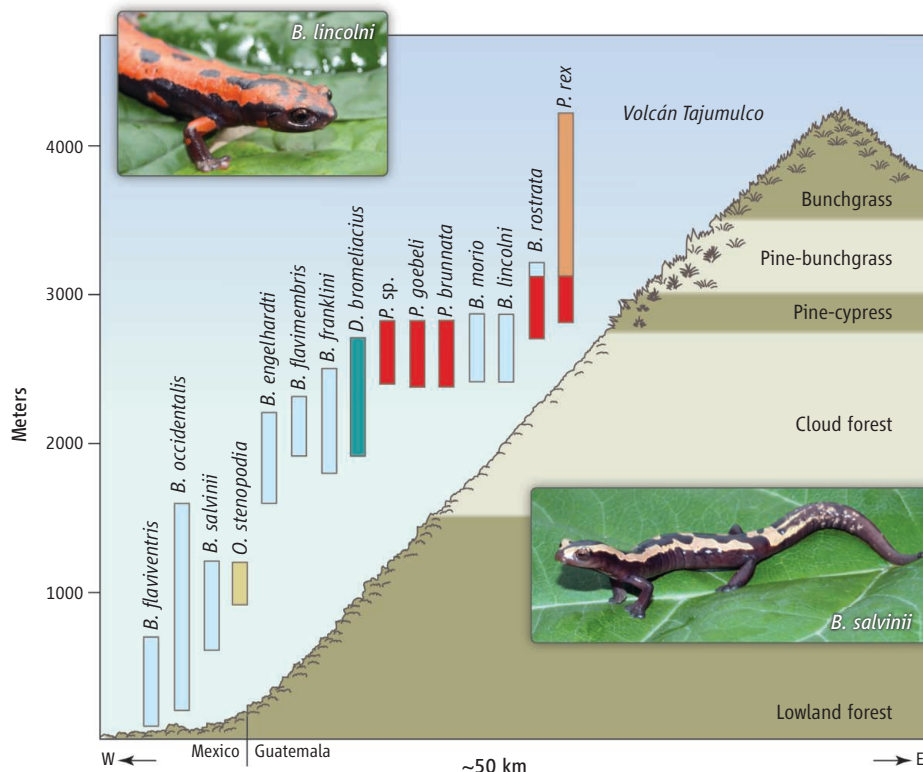 B. lincolni
P. rex
Volcán Tajumulco
4000
Bunchgrass
B. rostrata
Pine-bunchgrass
D. bromeliacius
P. sp.
P. goebeli
P. brunnata
B. morio
B. lincolni
3000
Pine-cypress
B. engelhardti
B. flavimembris
B. franklini
Meters
Cloud forest
2000
B. occidentalis
B. salvinii
O. stenopodia
B. flaviventris
1000
B. salvinii
Lowland forest
W
Mexico
Guatemala
~50 km
E